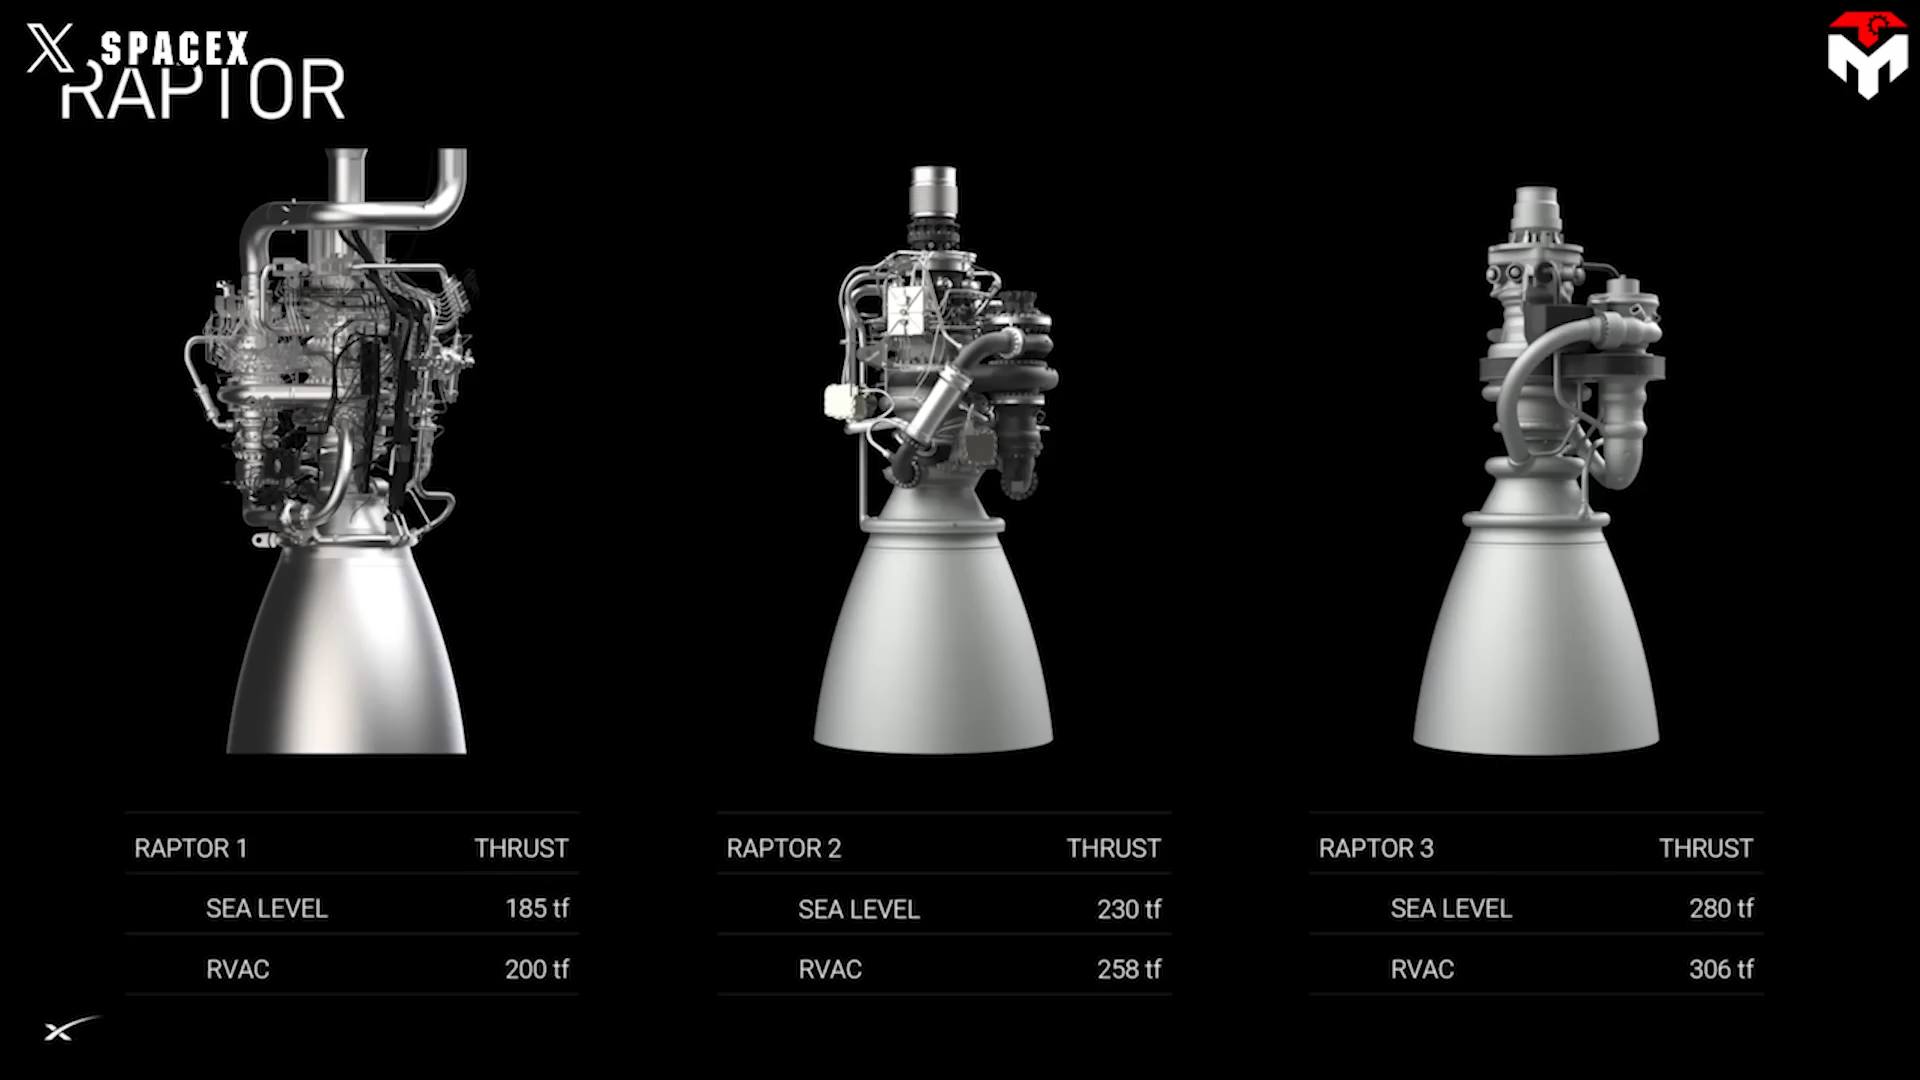 X SPACEX
RAPTOR
RAPTOR 1 THRUST
SEA LEVEL 185 tf
RVAC 200 tf
RAPTOR 2 THRUST
SEA LEVEL 230 tf
RVAC 258 tf
RAPTOR 3 THRUST
SEA LEVEL 280 tf
RVAC 306 tf